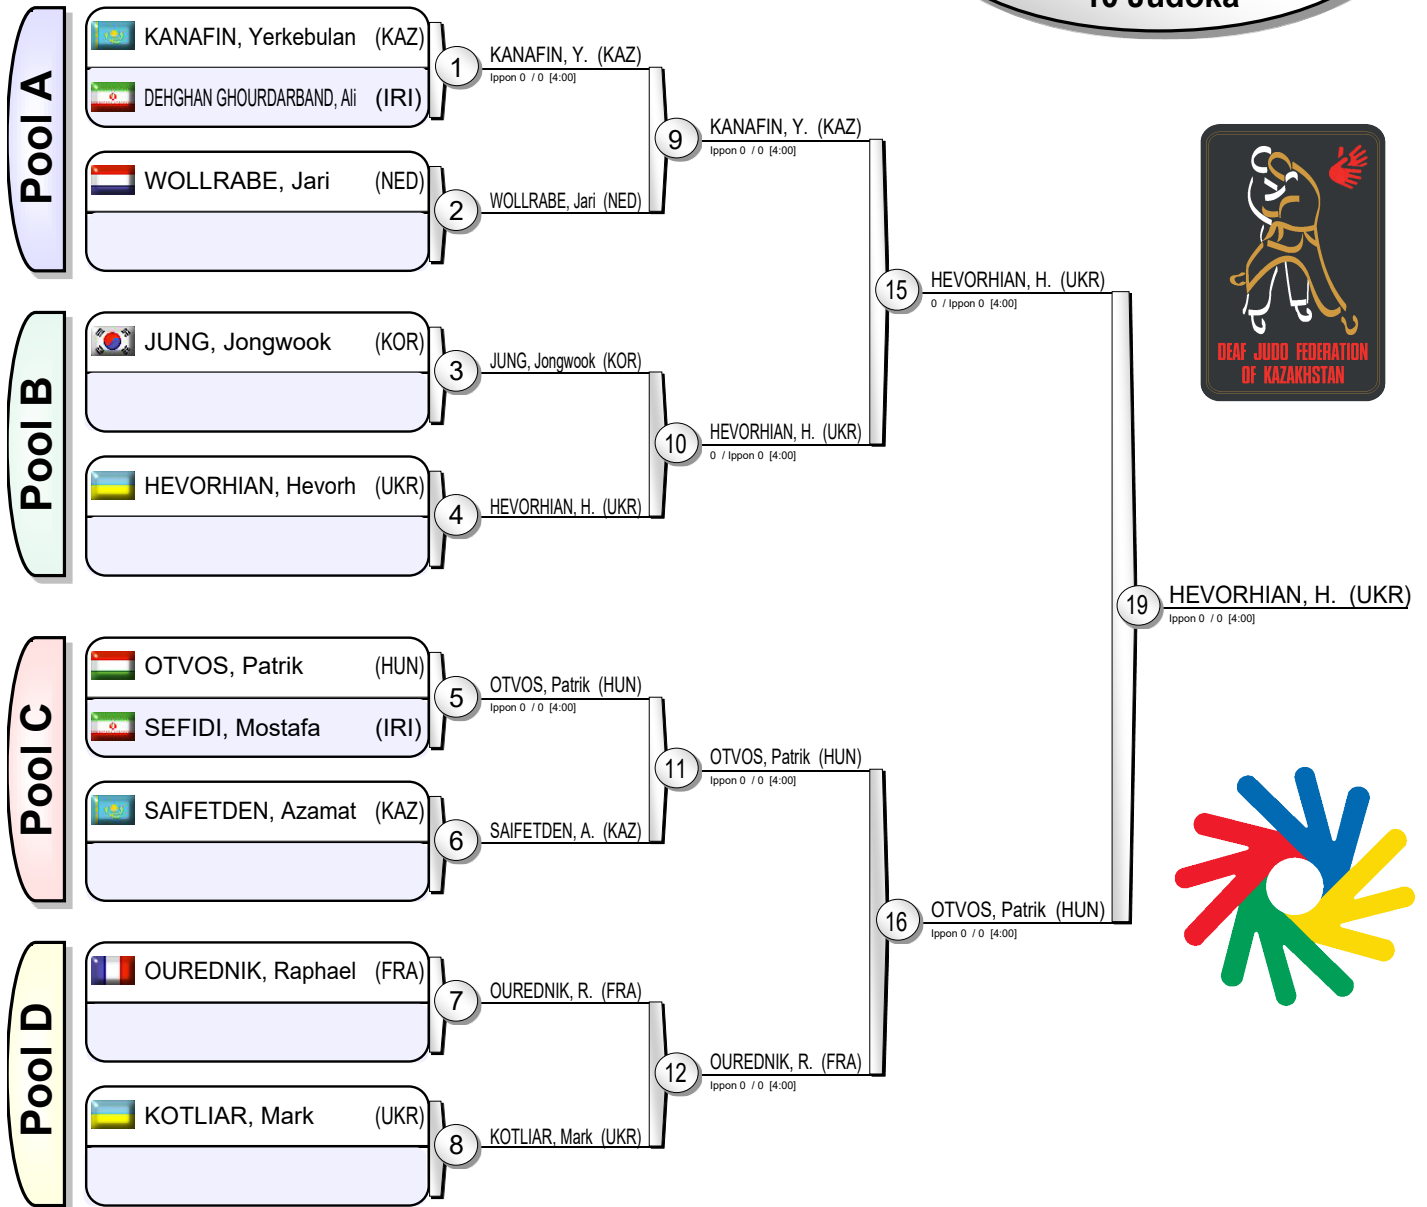 10 Judoka
Pool A
KANAFIN, Yerkebulan (KAZ)
DEHGHAN GHOURDARBAND, Ali (IRI)
1
KANAFIN, Y. (KAZ)
Ippon 0 / 0 [4:00]
WOLLRABE, Jari (NED)
2
WOLLRABE, Jari (NED)
9
KANAFIN, Y. (KAZ)
Ippon 0 / 0 [4:00]
Pool B
JUNG, Jongwook (KOR)
3
JUNG, Jongwook (KOR)
HEVORHIAN, Hevorh (UKR)
4
HEVORHIAN, H. (UKR)
10
HEVORHIAN, H. (UKR)
0 / Ippon 0 [4:00]
15
HEVORHIAN, H. (UKR)
0 / Ippon 0 [4:00]
Pool C
OTVOS, Patrik (HUN)
SEFIDI, Mostafa (IRI)
5
OTVOS, Patrik (HUN)
Ippon 0 / 0 [4:00]
SAIFETDEN, Azamat (KAZ)
6
SAIFETDEN, A. (KAZ)
11
OTVOS, Patrik (HUN)
Ippon 0 / 0 [4:00]
Pool D
OUREDNIK, Raphael (FRA)
7
OUREDNIK, R. (FRA)
KOTLIAR, Mark (UKR)
8
KOTLIAR, Mark (UKR)
12
OUREDNIK, R. (FRA)
Ippon 0 / 0 [4:00]
16
OTVOS, Patrik (HUN)
Ippon 0 / 0 [4:00]
19
HEVORHIAN, H. (UKR)
Ippon 0 / 0 [4:00]
DEAF JUDO FEDERATION
OF KAZAKHSTAN